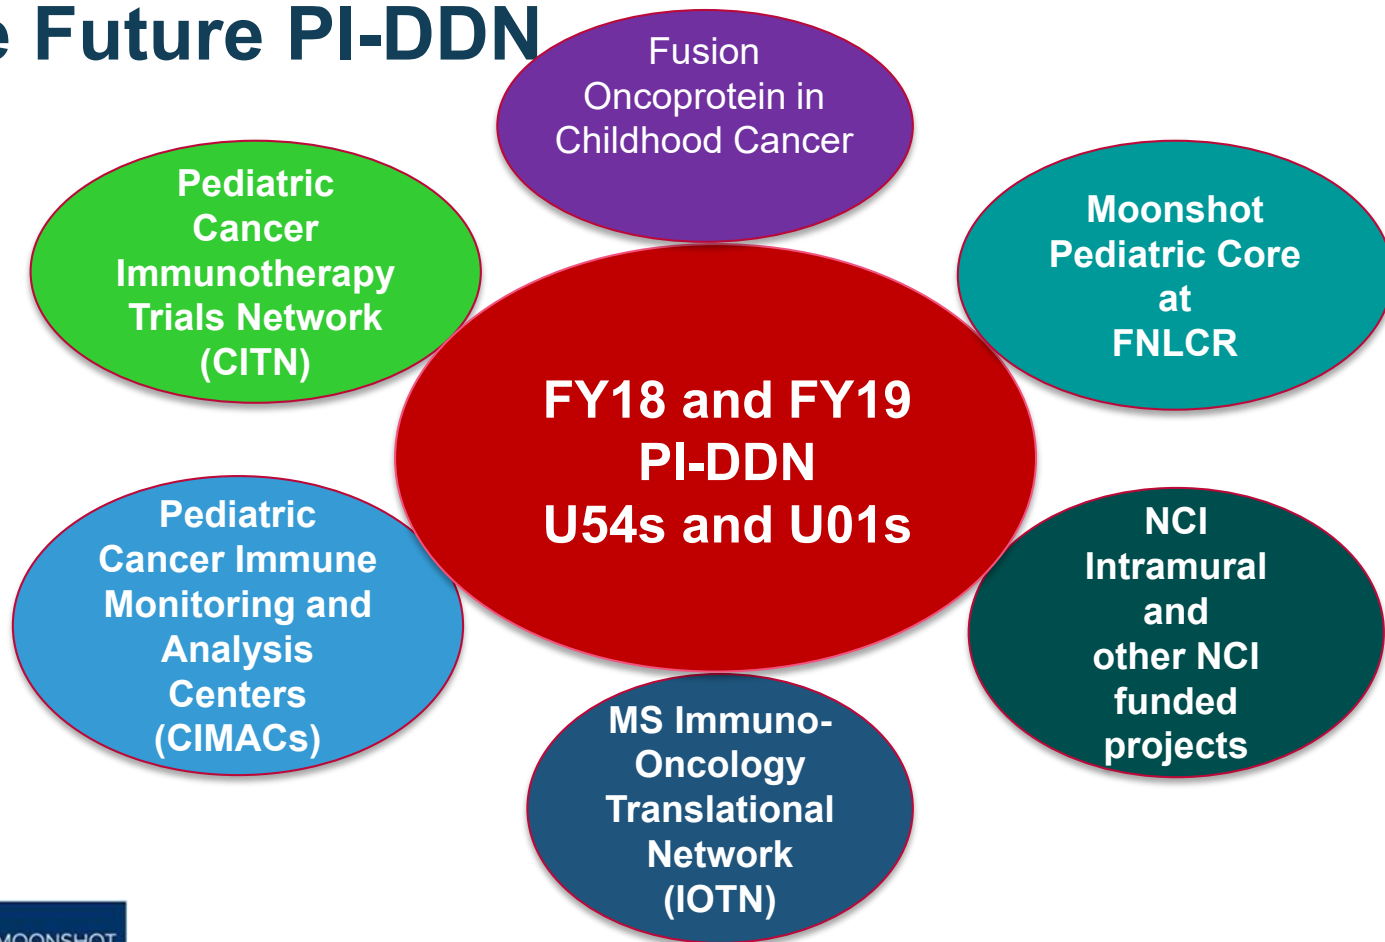 e Future PI-DDN
Fusion
Oncoprotein in
Childhood Cancer
Pediatric
Cancer
Immunotherapy
Trials Network
(CITN)
Moonshot
Pediatric Core
at
FNLCR
FY18 and FY19
PI-DDN
U54s and U01s
Pediatric
Cancer Immune
Monitoring and
Analysis
Centers
(CIMACs)
NCI
Intramural
and
other NCI
funded
projects
MS Immuno-
Oncology
Translational
Network
(IOTN)
MOONSHOT